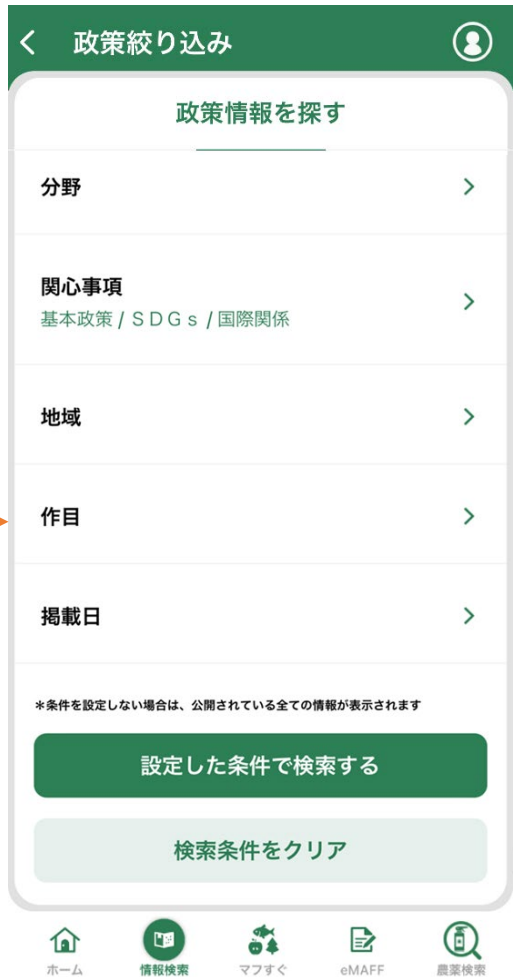 政策絞り込み
政策情報を探す
分野
関心事項
基本政策 / ＳＤＧｓ / 国際関係
地域
作目
掲載日
＊条件を設定しない場合は、公開されている全ての情報が表示されます
設定した条件で検索する
検索条件をクリア
ホーム 情報検索 マフすぐ eMAFF 農薬検索